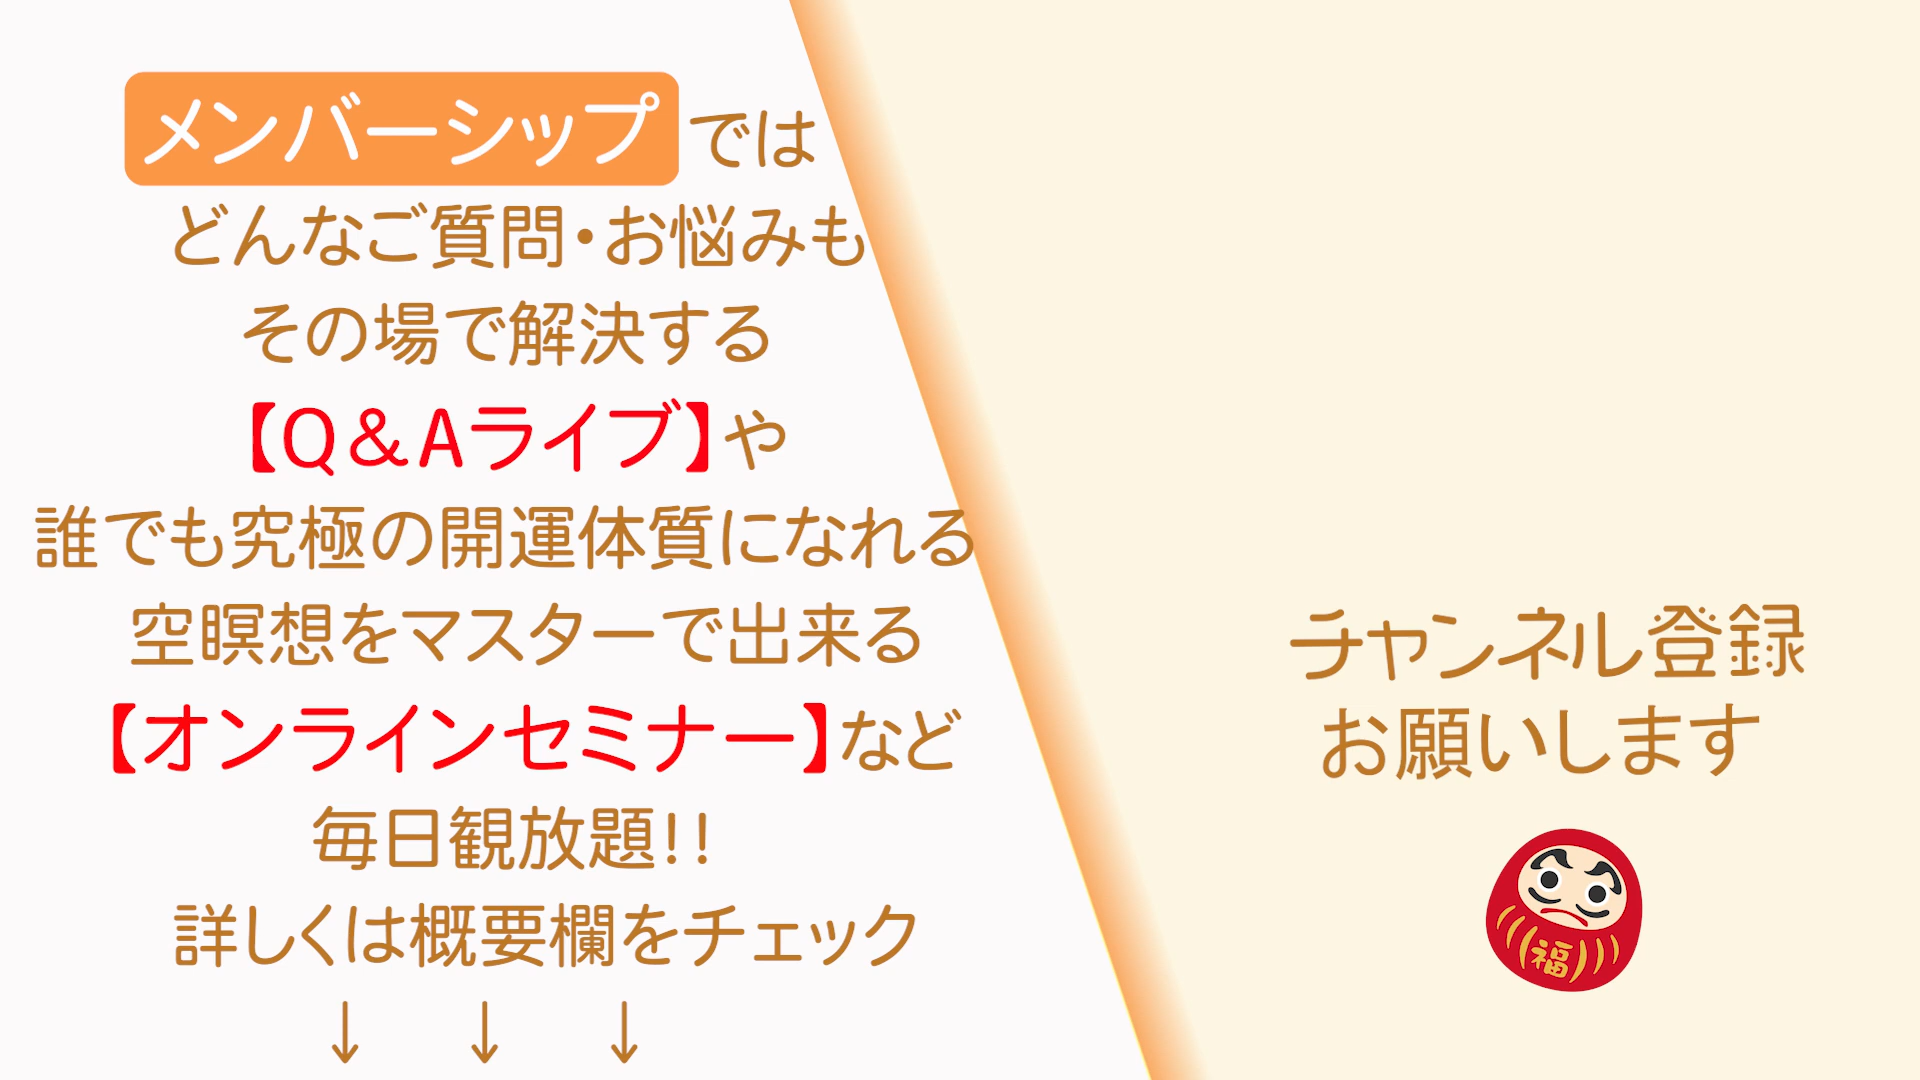 メンバーシップでは
どんなご質問・お悩みも
その場で解決する
【Q＆Aライブ】や
誰でも究極の開運体質になれる
空瞑想をマスターで出来る
【オンラインセミナー】など
毎日観放題!!
詳しくは概要欄をチェック
↓ ↓ ↓
チャンネル登録
お願いします
福